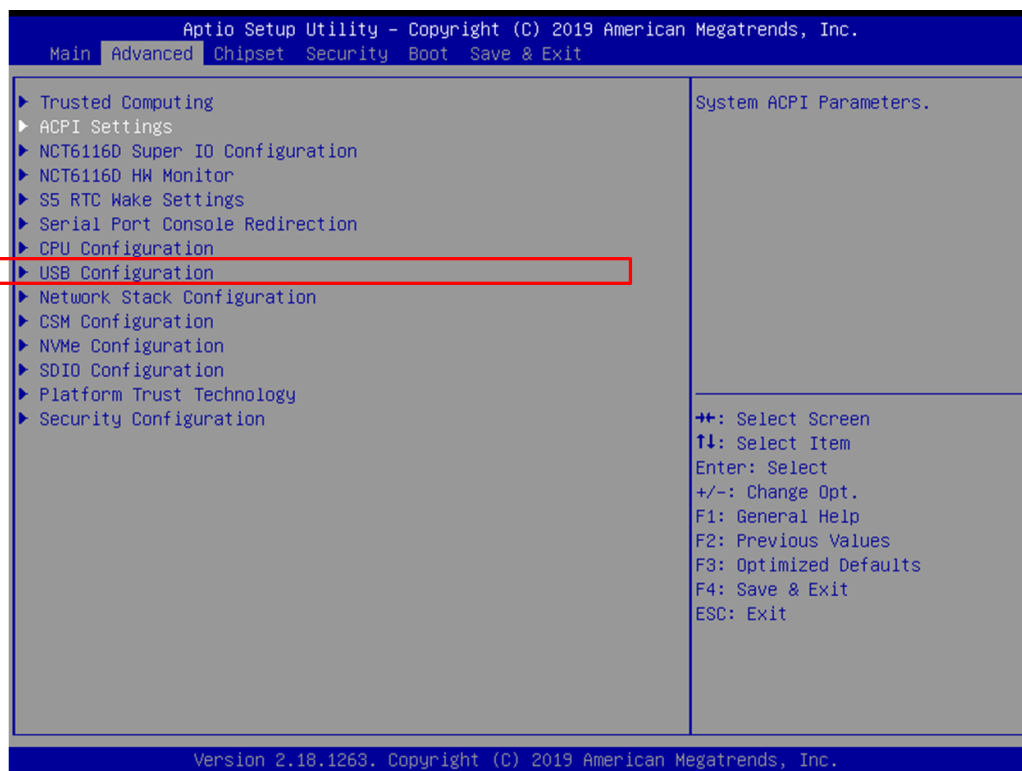 Aptio Setup Utility – Copyright (C) 2019 American Megatrends, Inc.
Main Advanced Chipset Security Boot Save & Exit
Trusted Computing
ACPI Settings
NCT6116D Super IO Configuration
NCT6116D HW Monitor
S5 RTC Wake Settings
Serial Port Console Redirection
CPU Configuration
USB Configuration
Network Stack Configuration
CSM Configuration
NVMe Configuration
SDIO Configuration
Platform Trust Technology
Security Configuration
System ACPI Parameters.
→←: Select Screen
↑↓: Select Item
Enter: Select
+/-: Change Opt.
F1: General Help
F2: Previous Values
F3: Optimized Defaults
F4: Save & Exit
ESC: Exit
Version 2.18.1263. Copyright (C) 2019 American Megatrends, Inc.